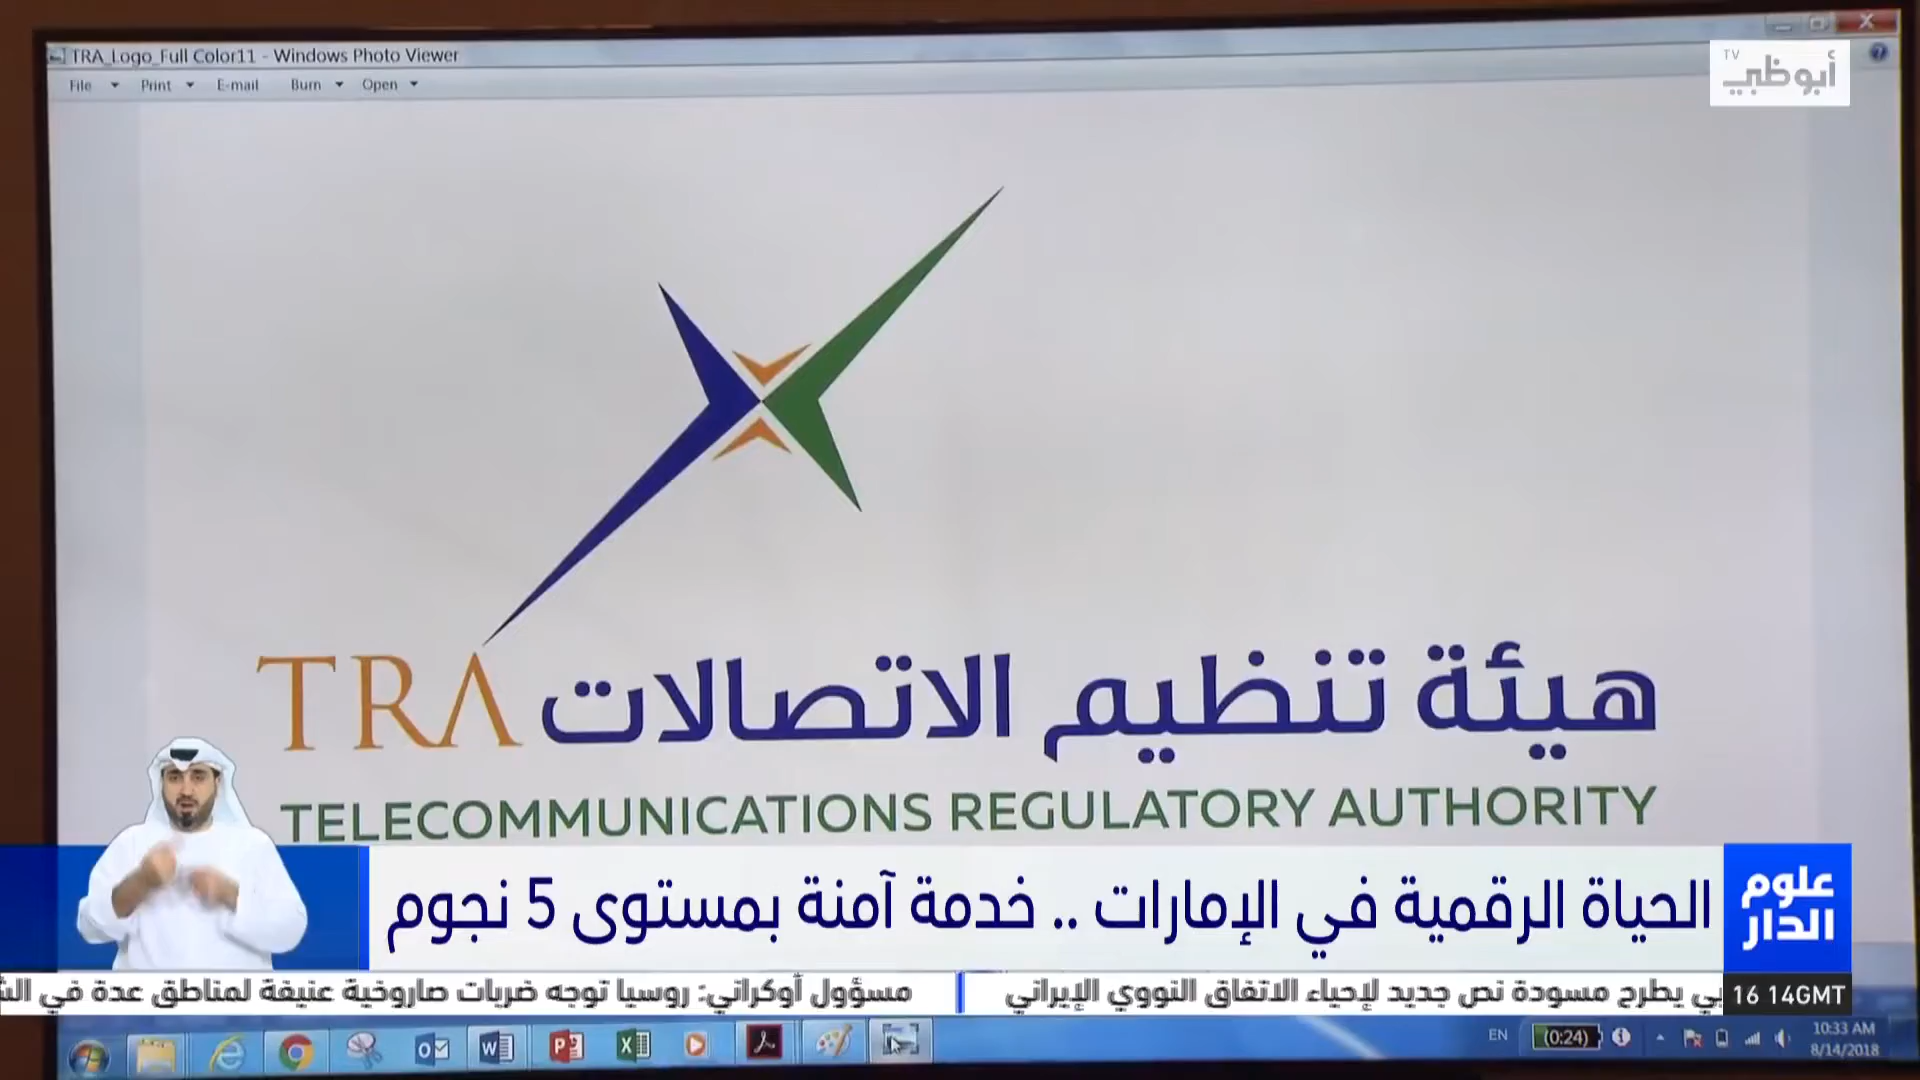 TRA_Logo_Full Color11 - Windows Photo Viewer
File Print E-mail Burn Open
TV
أبوظبي
TRA هيئة تنظيم الاتصالات
TELECOMMUNICATIONS REGULATORY AUTHORITY
علوم
الدار
الحياة الرقمية في الإمارات .. خدمة آمنة بمستوى 5 نجوم
يطرح مسودة نص جديد لإحياء الاتفاق النووي الإيراني
مسؤول أوكراني: روسيا توجه ضربات صاروخية عنيفة لمناطق عدة في
16 14GMT
EN
(0:24)
10:33 AM
8/14/2018